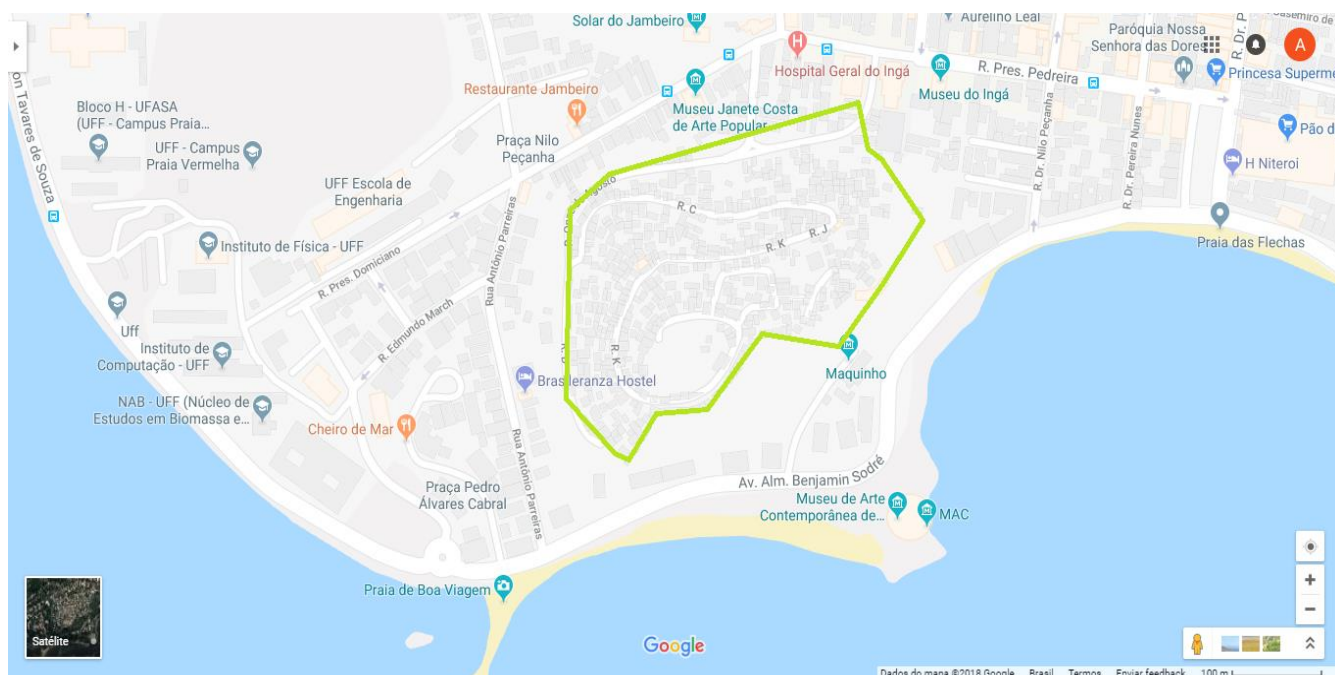 Solar do Jambeiro
Aurelino Leal
Paróquia Nossa
Senhora das Dores
A
Hospital Geral do Ingá
R. Pres. Pedreira
Museu do Ingá
Princesa Superme
Restaurante Jambeiro
Museu Janete Costa
de Arte Popular...
Bloco H - UFASA
(UFF - Campus Praia...
UFF - Campus
Praia Vermelha
Praça Nilo
Peçanha
R. Dr. Nilo Peçanha
R. Dr. Pereira Nunes
R. Dr. P
Pão d
H Niteroi
on Tavares de Souza
UFF Escola de
Engenharia
R. C
R. K
R. J
Praia das Flechas
Instituto de Física - UFF
R. Pres. Domiciano
Rua Antônio Parreiras
R. Edmundo March
Uff
Instituto de
Computação - UFF
R. K
Maquinho
Brasileranza Hostel
NAB - UFF (Núcleo de
Estudos em Biomassa e...
Cheiro de Mar
Rua Antônio Parreiras
Praça Pedro
Álvares Cabral
Av. Alm. Benjamin Sodré
Museu de Arte
Contemporânea de...
MAC
Praia de Boa Viagem
Satélite
Google
Dados do mapa ©2018 Google Brasil Termos Enviar feedback 100 m